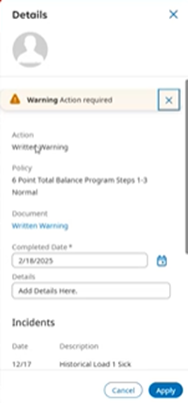 Details
Warning Action required
Action
Written Warning
Policy
6 Point Total Balance Program Steps 1-3
Normal
Document
Written Warning
Completed Date *
2/18/2025
Details
Add Details Here.
Incidents
Date Description
12/17 Historical Load 1 Sick
Cancel Apply